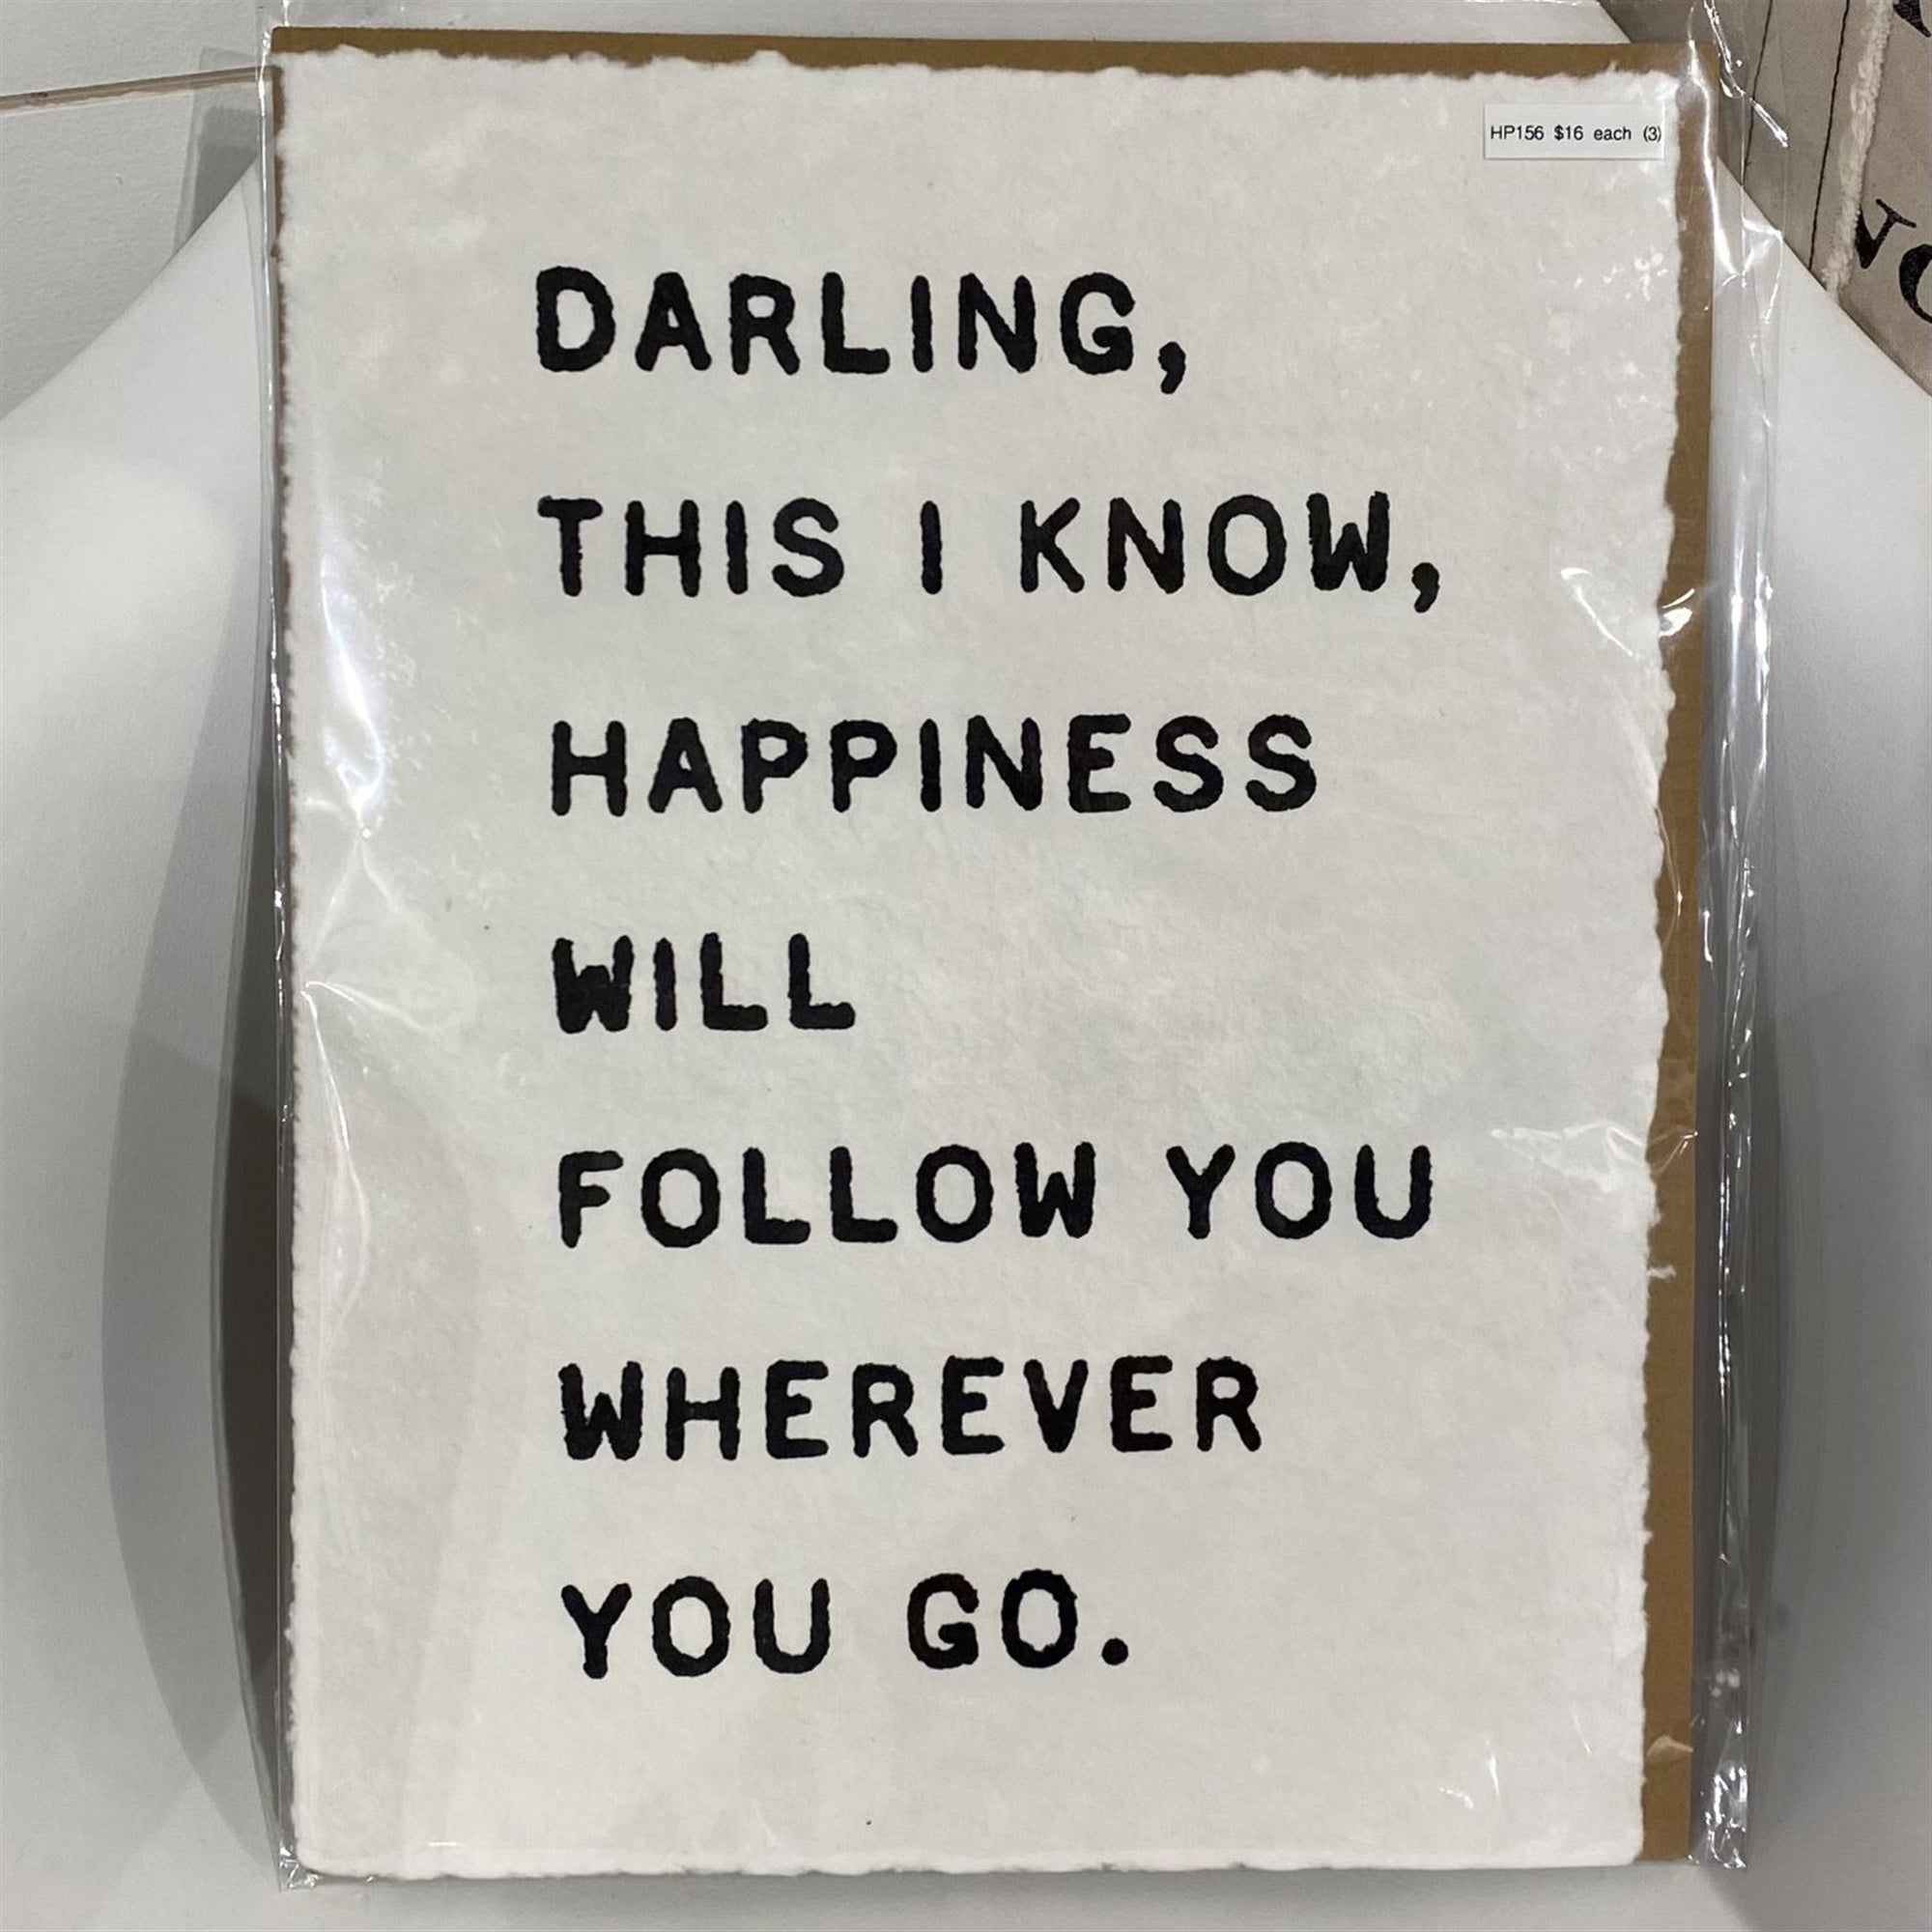 HP156 $16 each (3)
DARLING,
THIS I KNOW,
HAPPINESS
WILL
FOLLOW YOU
WHEREVER
YOU GO.